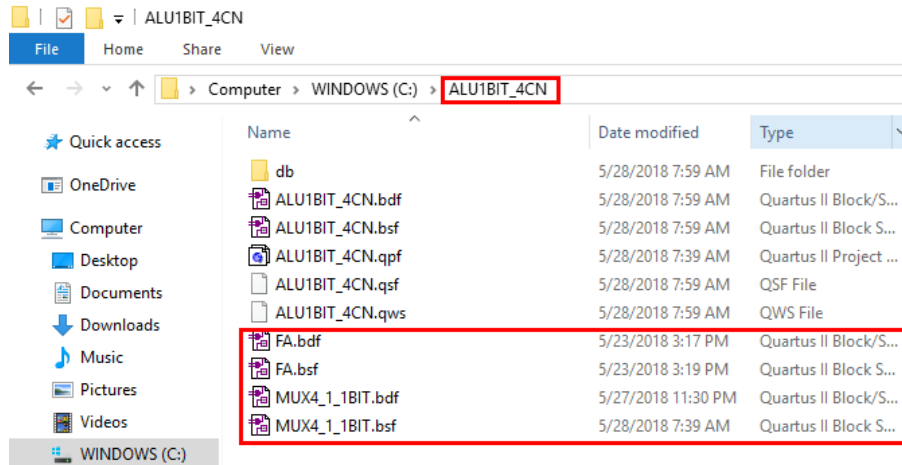 ALU1BIT_4CN
File Home Share View
Computer WINDOWS (C:) ALU1BIT_4CN
Name Date modified Type
Quick access
OneDrive
Computer
Desktop
Documents
Downloads
Music
Pictures
Videos
WINDOWS (C:)
db 5/28/2018 7:59 AM File folder
ALU1BIT_4CN.bdf 5/28/2018 7:59 AM Quartus II Block/S...
ALU1BIT_4CN.bsf 5/28/2018 7:59 AM Quartus II Block S...
ALU1BIT_4CN.qpf 5/28/2018 7:39 AM Quartus II Project ...
ALU1BIT_4CN.qsf 5/28/2018 7:59 AM QSF File
ALU1BIT_4CN.qws 5/28/2018 7:59 AM QWS File
FA.bdf 5/23/2018 3:17 PM Quartus II Block/S...
FA.bsf 5/23/2018 3:19 PM Quartus II Block S...
MUX4_1_1BIT.bdf 5/27/2018 11:30 PM Quartus II Block/S...
MUX4_1_1BIT.bsf 5/28/2018 7:39 AM Quartus II Block S...